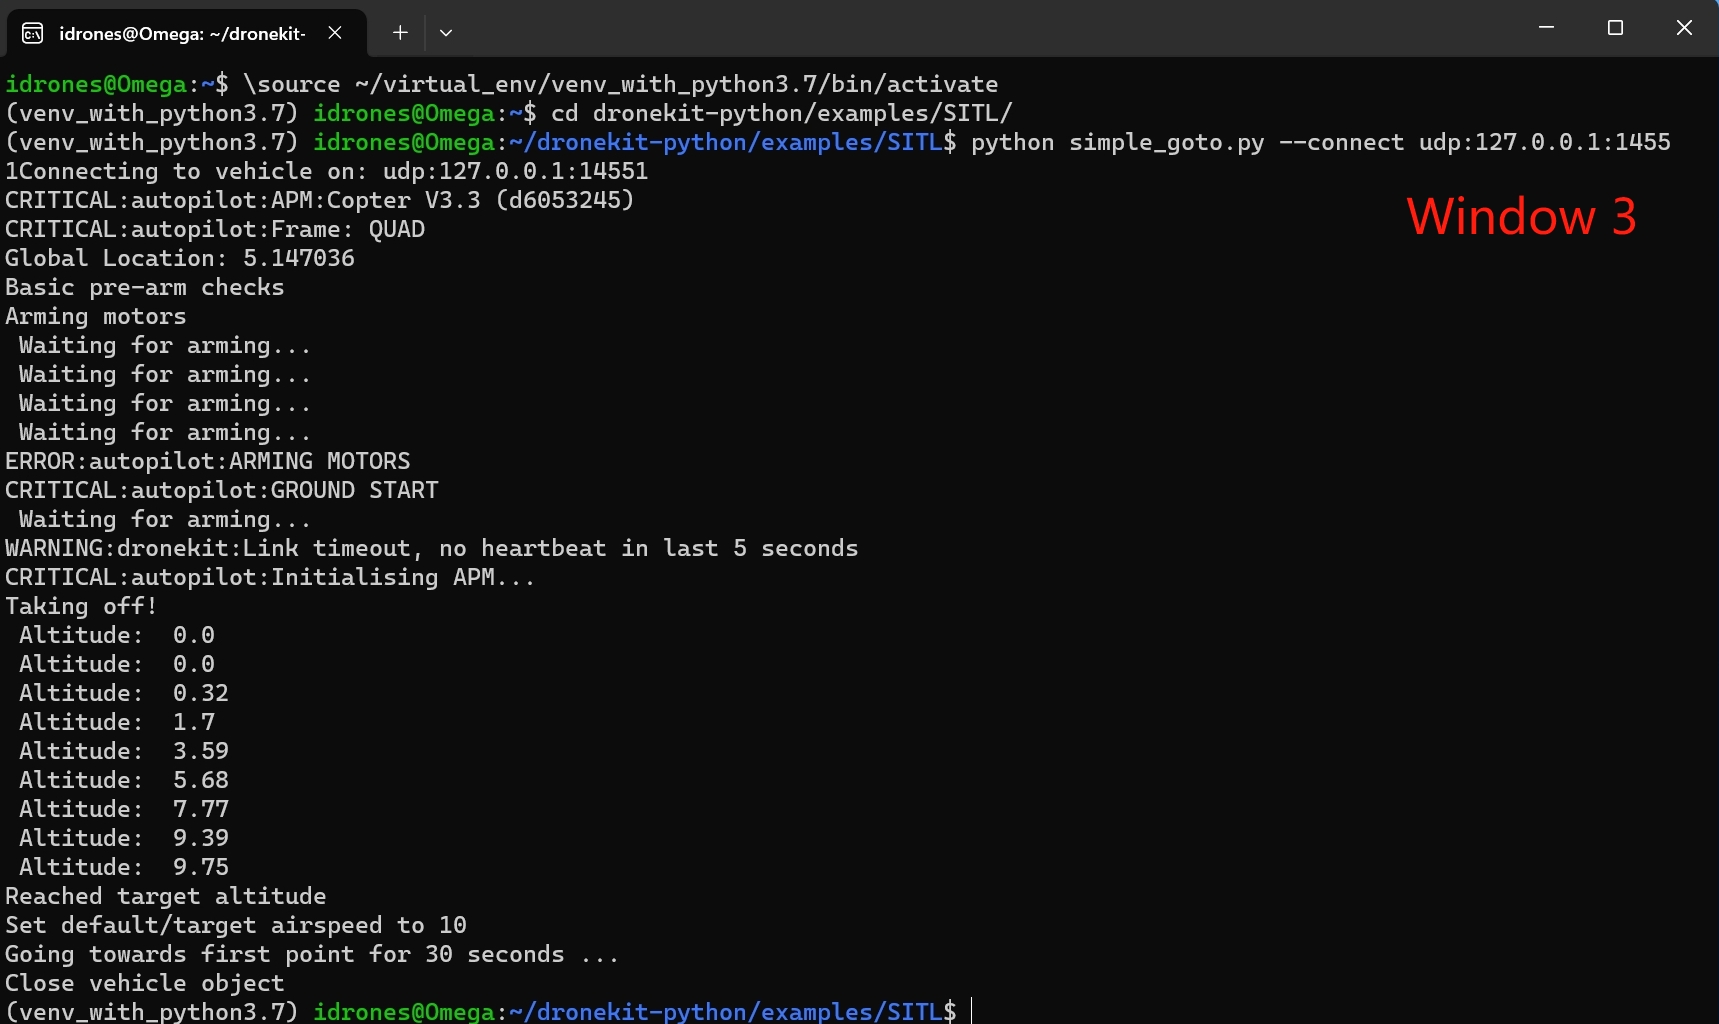 idrones@Omega: ~/dronekit-
idrones@Omega:~$ \source ~/virtual_env/venv_with_python3.7/bin/activate
(venv_with_python3.7) idrones@Omega:~$ cd dronekit-python/examples/SITL/
(venv_with_python3.7) idrones@Omega:~/dronekit-python/examples/SITL$ python simple_goto.py --connect udp:127.0.0.1:1455
1Connecting to vehicle on: udp:127.0.0.1:14551
CRITICAL:autopilot:APM:Copter V3.3 (d6053245)
Window 3
CRITICAL:autopilot:Frame: QUAD
Global Location: 5.147036
Basic pre-arm checks
Arming motors
 Waiting for arming...
 Waiting for arming...
 Waiting for arming...
 Waiting for arming...
ERROR:autopilot:ARMING MOTORS
CRITICAL:autopilot:GROUND START
 Waiting for arming...
WARNING:dronekit:Link timeout, no heartbeat in last 5 seconds
CRITICAL:autopilot:Initialising APM...
Taking off!
 Altitude:  0.0
 Altitude:  0.0
 Altitude:  0.32
 Altitude:  1.7
 Altitude:  3.59
 Altitude:  5.68
 Altitude:  7.77
 Altitude:  9.39
 Altitude:  9.75
Reached target altitude
Set default/target airspeed to 10
Going towards first point for 30 seconds ...
Close vehicle object
(venv_with_python3.7) idrones@Omega:~/dronekit-python/examples/SITL$